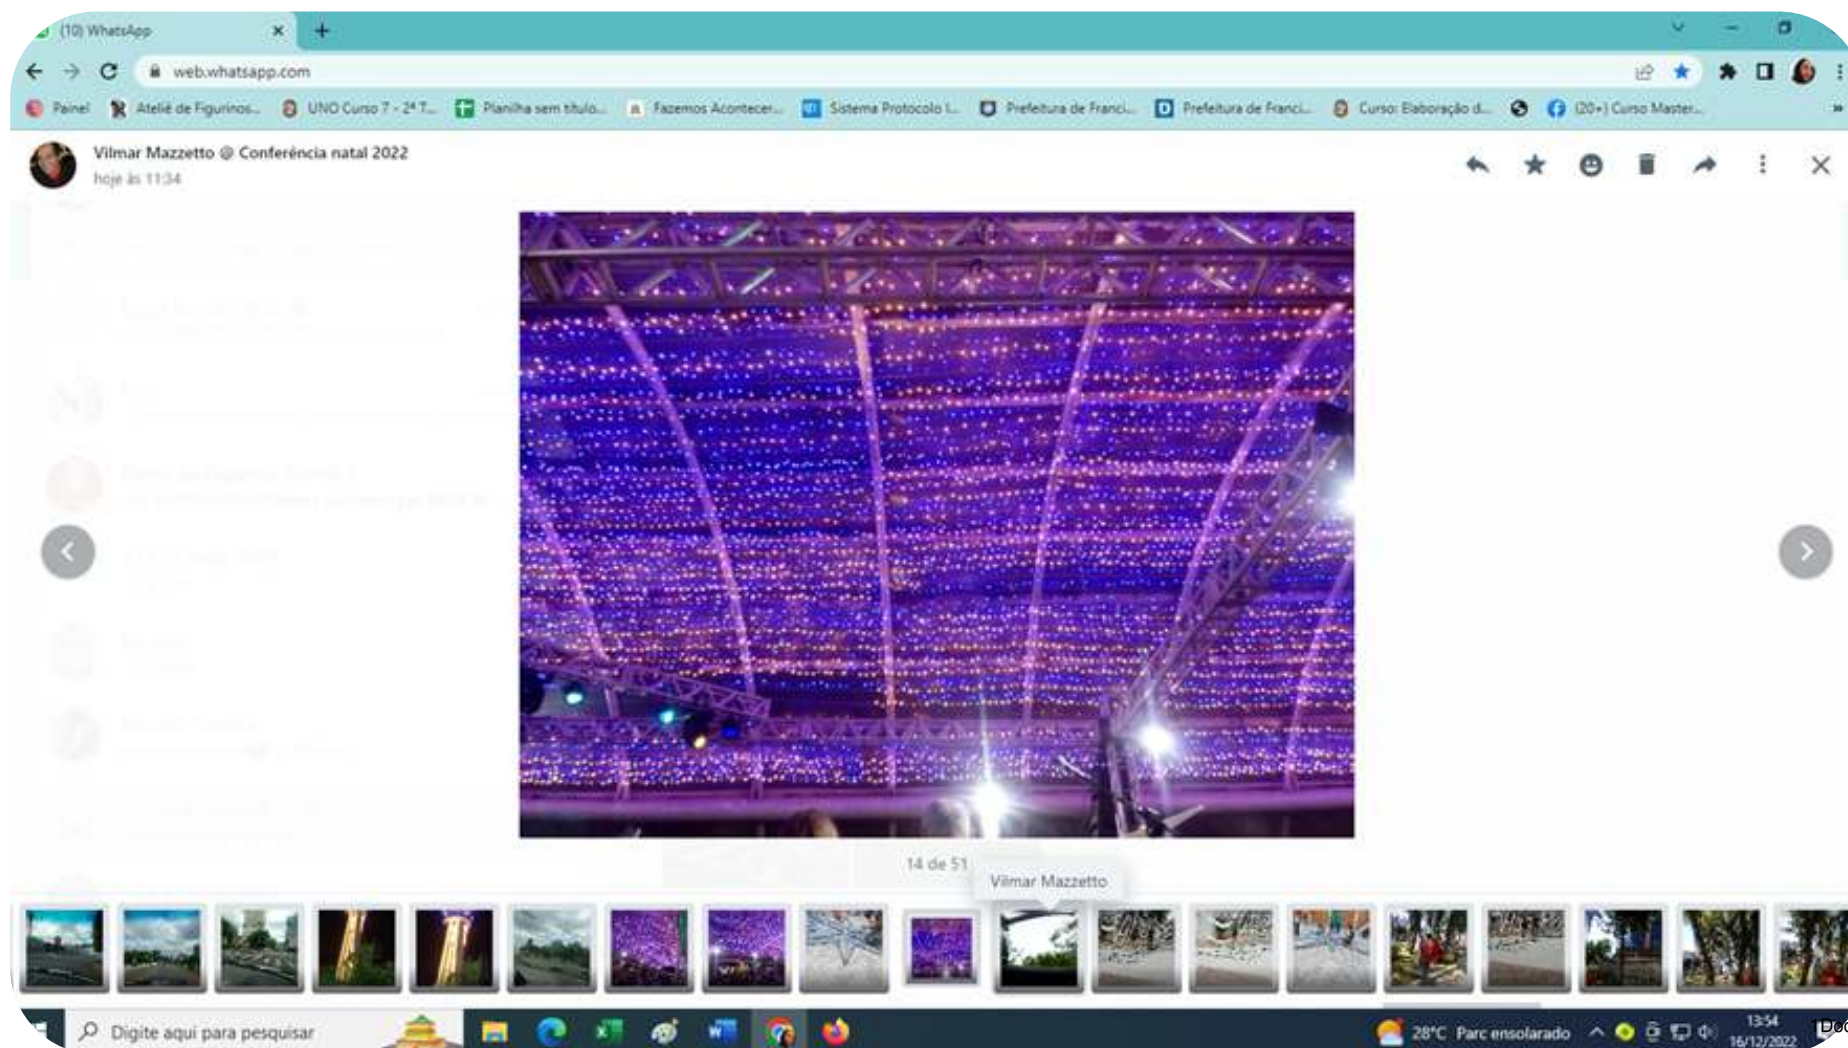 (10) WhatsApp
web.whatsapp.com
Painel
Ateliê de Figurinos...
UNO Curso 7 - 2ª T...
Planilha sem título...
Fazemos Acontecer...
Sistema Protocolo I...
Prefeitura de Franci...
Prefeitura de Franci...
Curso: Elaboração d...
(20+) Curso Master...
Vilmar Mazzetto @ Conferência natal 2022
hoje às 11:34
14 de 51
Vilmar Mazzetto
Digite aqui para pesquisar
28°C Parc ensolarado
13:54
16/12/2022